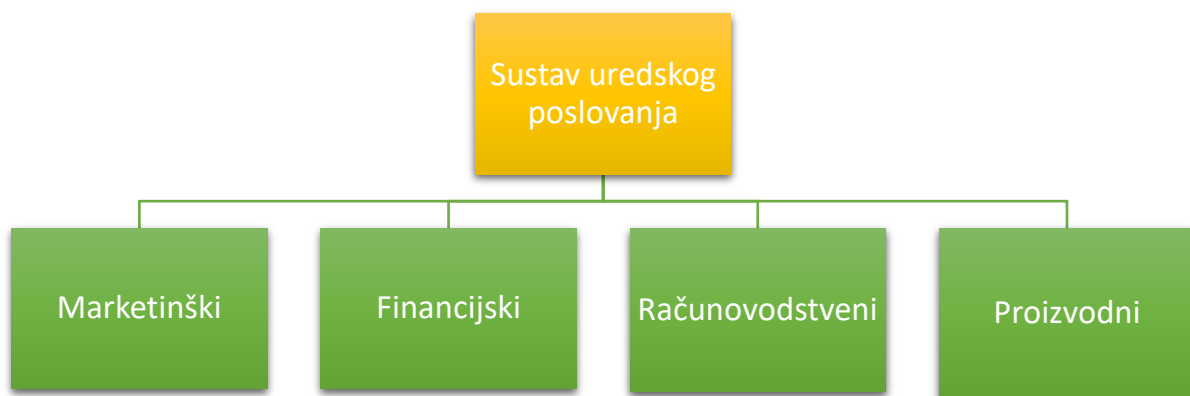 Sustav uredskog
poslovanja
Marketinški
Financijski
Računovodstveni
Proizvodni